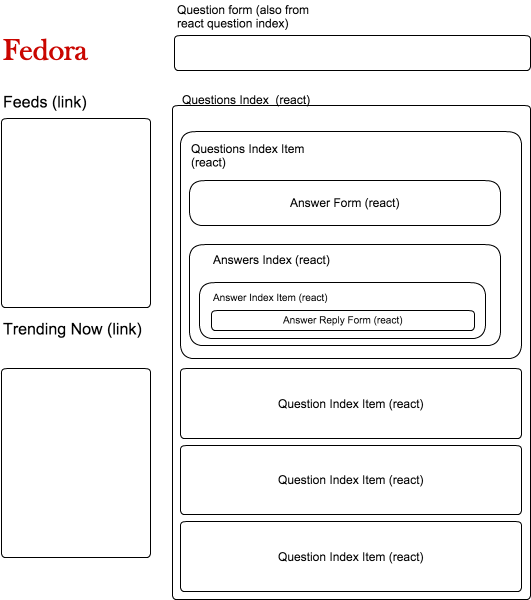 Question form (also from
react question index)
Fedora
Feeds (link)
Trending Now (link)
Questions Index  (react)
Questions Index Item
(react)
Answer Form (react)
Answers Index (react)
Answer Index Item (react)
Answer Reply Form (react)
Question Index Item (react)
Question Index Item (react)
Question Index Item (react)